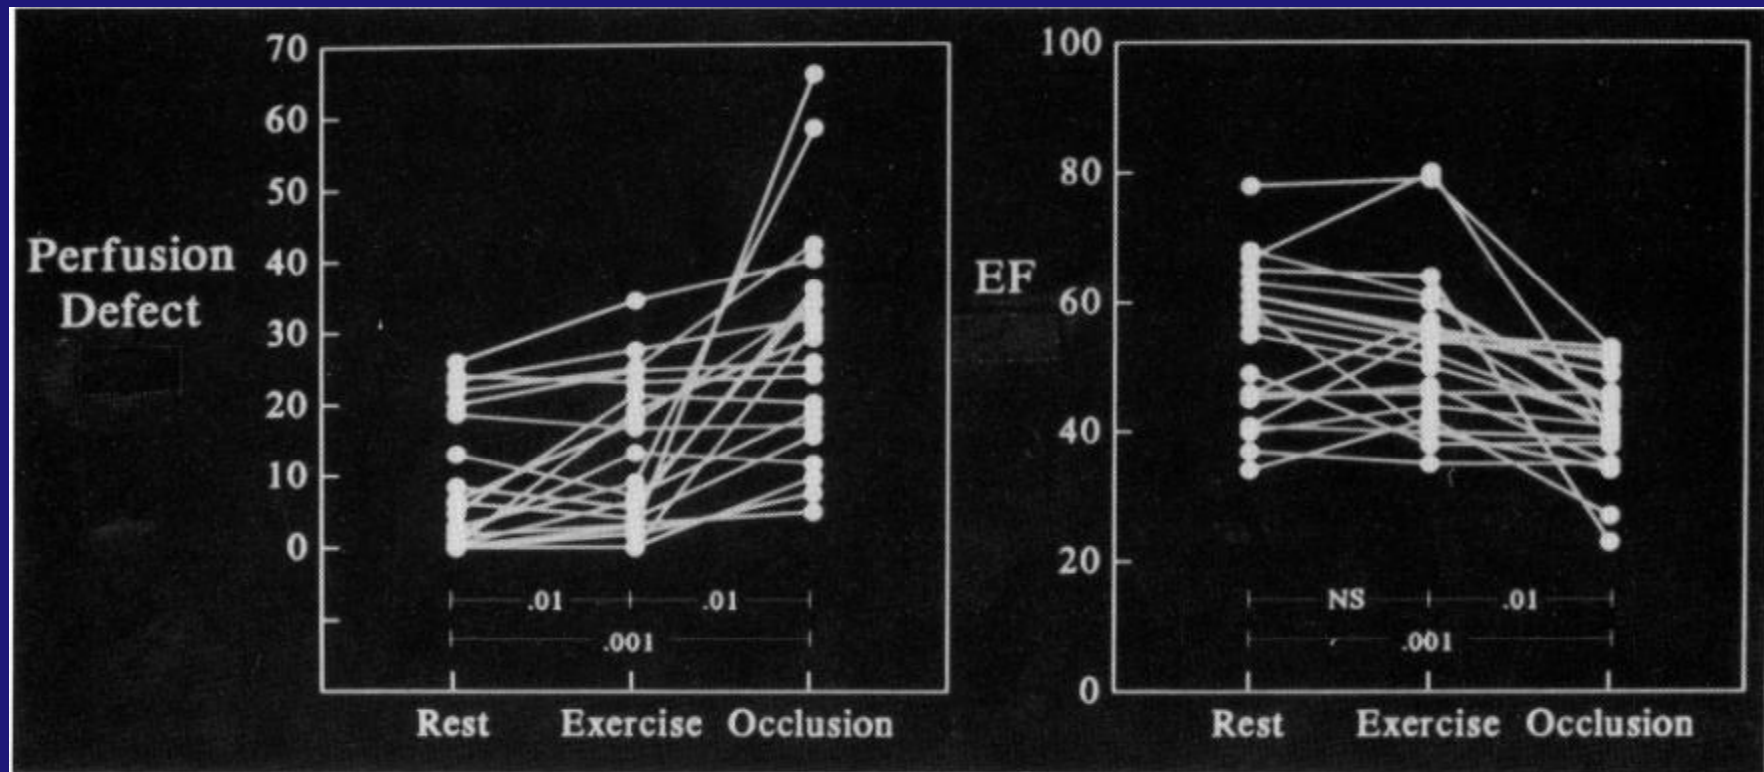 70
60
50
40
30
20
10
0
Perfusion
Defect
.01 .01
.001
Rest Exercise Occlusion
100
80
60
40
20
0
EF
NS .01
.001
Rest Exercise Occlusion